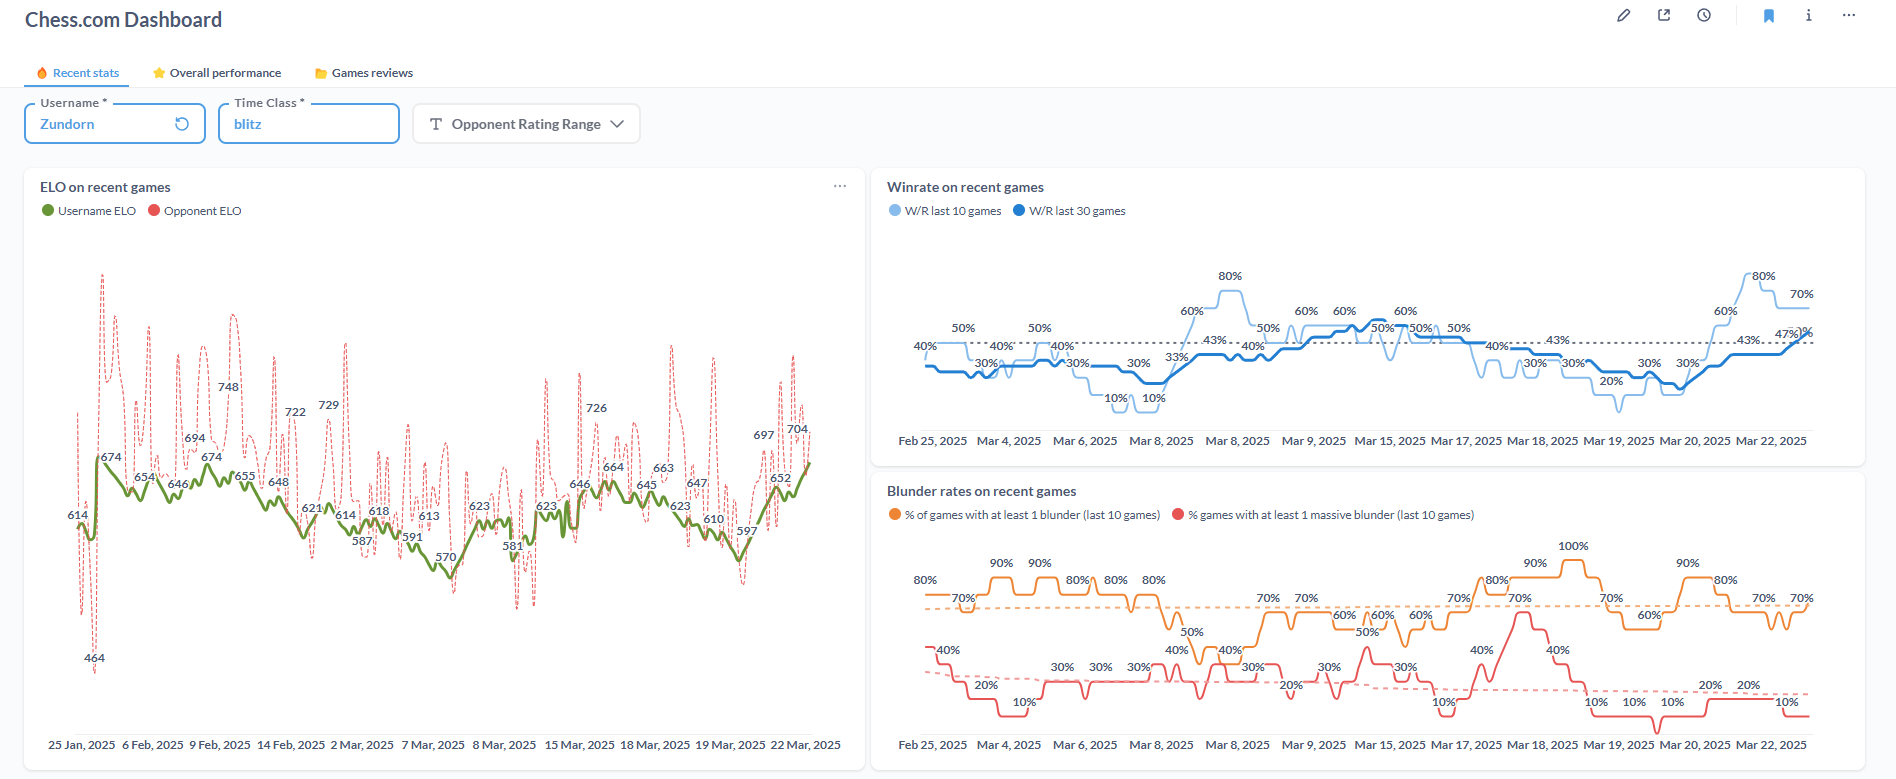 Chess.com Dashboard
Recent stats
Overall performance
Games reviews
Username *
Zundorn
Time Class *
blitz
Opponent Rating Range
ELO on recent games
Username ELO Opponent ELO
748
722 729 726
694 697 704
674 674 664 663
654 646 655 648 646 645 647 652
614 621 614 618 613 623 623 623 610
587 591 581 597
570
464
25 Jan, 2025 6 Feb, 2025 9 Feb, 2025 14 Feb, 2025 2 Mar, 2025 7 Mar, 2025 8 Mar, 2025 15 Mar, 2025 18 Mar, 2025 19 Mar, 2025 22 Mar, 2025
Winrate on recent games
W/R last 10 games W/R last 30 games
80% 80%
70%
60% 60% 60% 60% 60%
50% 50% 50% 50% 50% 50% 47%
40% 40% 40% 43% 40% 40% 43% 43%
30% 30% 30% 33% 30% 30% 30% 30%
20%
10% 10%
Feb 25, 2025 Mar 4, 2025 Mar 6, 2025 Mar 8, 2025 Mar 8, 2025 Mar 9, 2025 Mar 15, 2025 Mar 17, 2025 Mar 18, 2025 Mar 19, 2025 Mar 20, 2025 Mar 22, 2025
Blunder rates on recent games
% of games with at least 1 blunder (last 10 games) % games with at least 1 massive blunder (last 10 games)
100%
90% 90% 90% 90%
80% 80% 80% 80% 80% 80%
70% 70% 70% 70% 70% 70% 70% 70%
60% 60% 60% 60%
50% 50%
40% 40% 40% 40% 40%
30% 30% 30% 30% 30% 30%
20% 20% 20% 20%
10% 10% 10% 10% 10% 10%
Feb 25, 2025 Mar 4, 2025 Mar 6, 2025 Mar 8, 2025 Mar 8, 2025 Mar 9, 2025 Mar 15, 2025 Mar 17, 2025 Mar 18, 2025 Mar 19, 2025 Mar 20, 2025 Mar 22, 2025